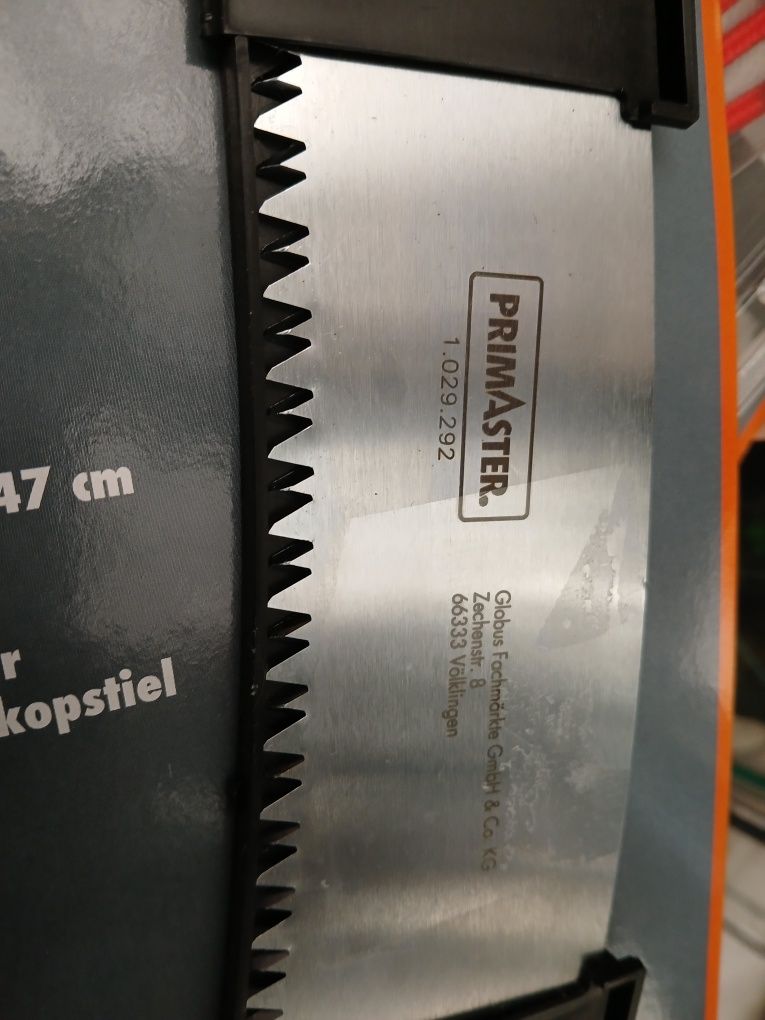 47 cm
r
kopstiel
PRIMASTER
1.029.292
Globus Fachmärkte GmbH & Co. KG
Zechenstr. 8
66333 Völklingen